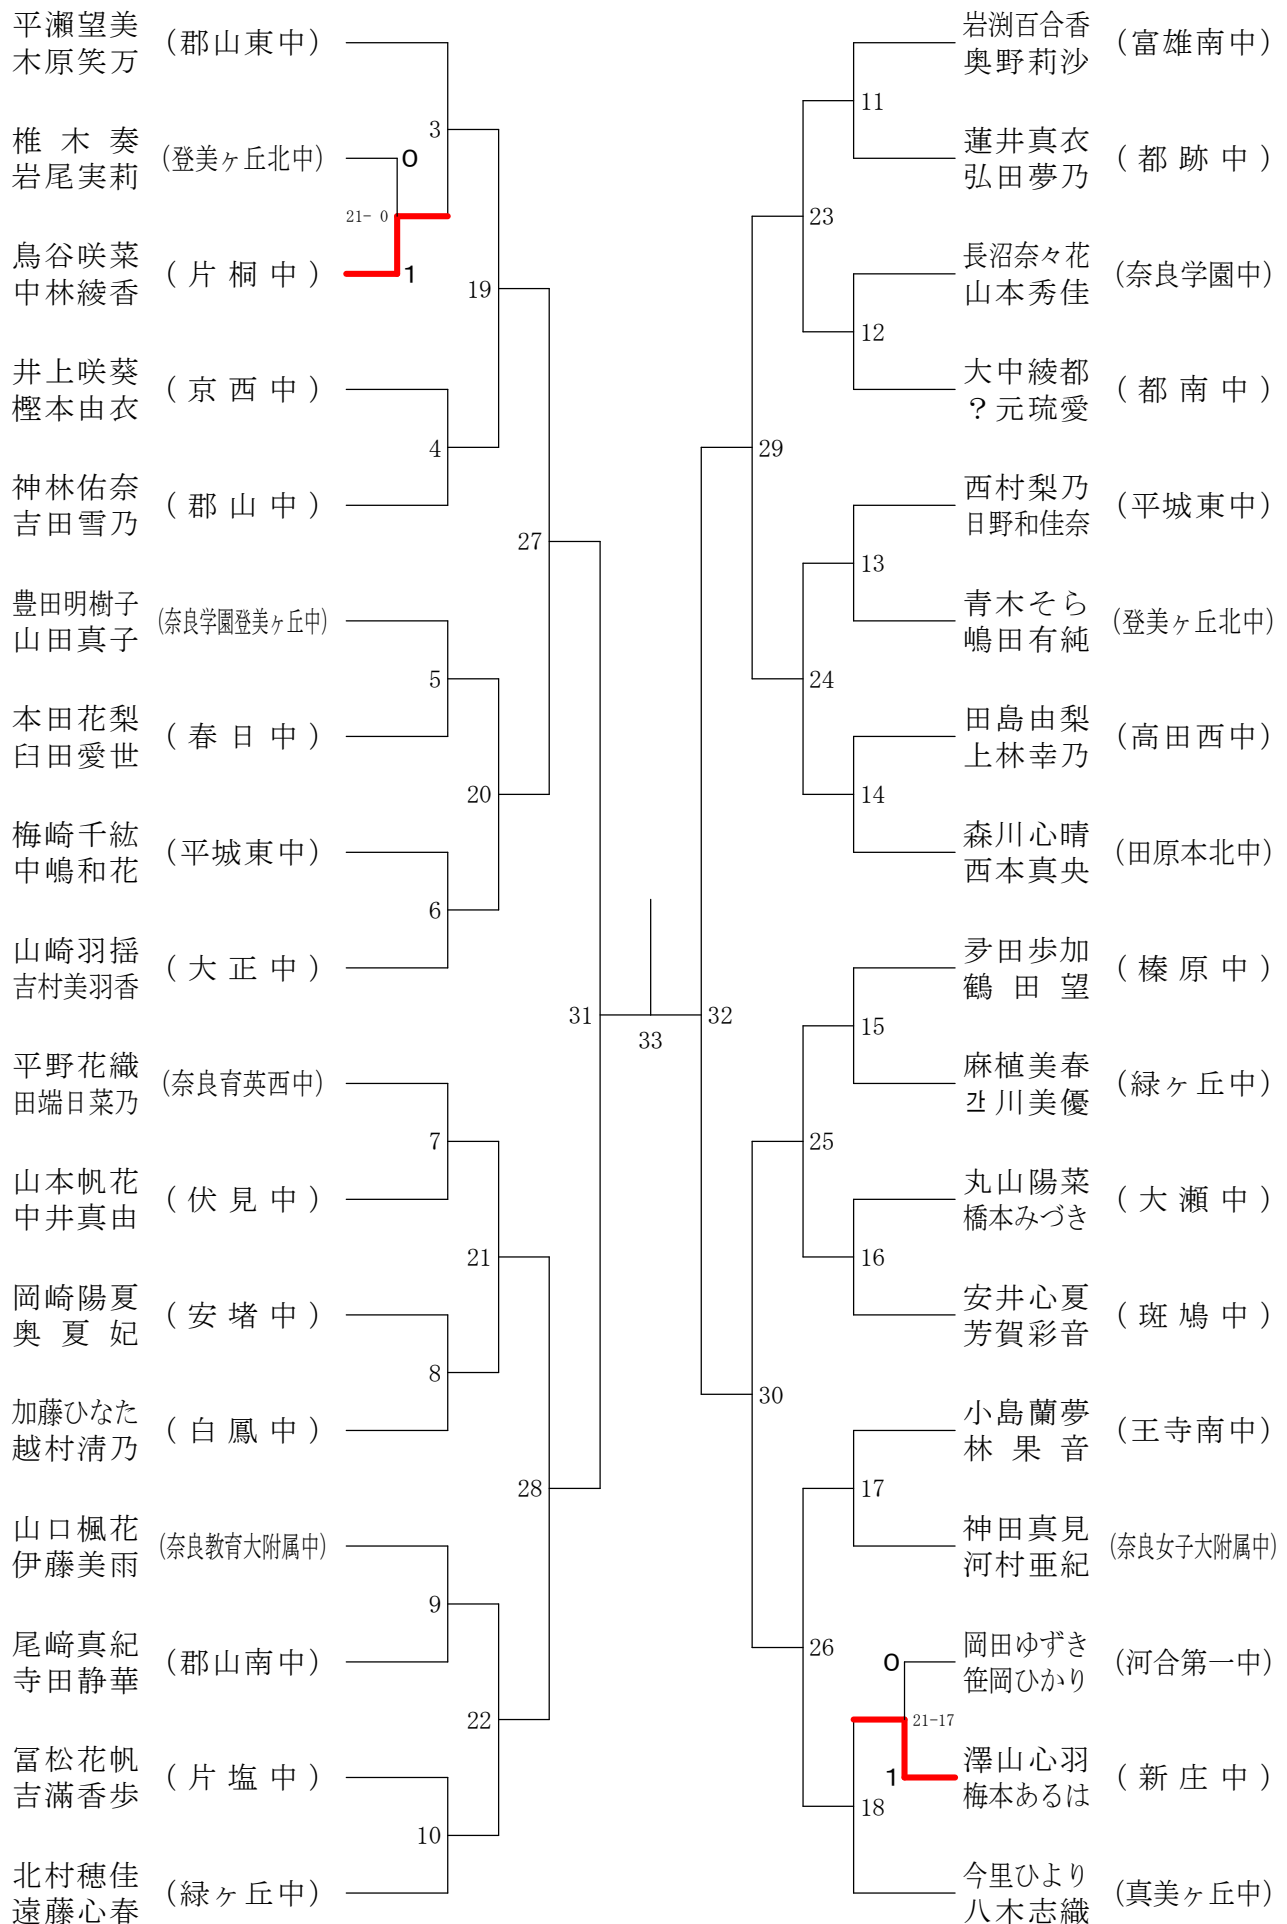 平瀨望美
木原笑万
(郡山東中)
3
椎木奏
岩尾実莉
(登美ヶ丘北中)
0
21- 0
鳥谷咲菜
中林綾香
(片桐中)
1
19
井上咲葵
樫本由衣
(京西中)
4
神林佑奈
吉田雪乃
(郡山中)
27
豊田明樹子
山田真子
(奈良学園登美ヶ丘中)
5
本田花梨
臼田愛世
(春日中)
20
梅崎千紘
中嶋和花
(平城東中)
6
山崎羽揺
吉村美羽香
(大正中)
31
33
平野花織
田端日菜乃
(奈良育英西中)
7
山本帆花
中井真由
(伏見中)
21
岡崎陽夏
奥夏妃
(安堵中)
8
加藤ひなた
越村淸乃
(白鳳中)
28
山口楓花
伊藤美雨
(奈良教育大附属中)
9
尾﨑真紀
寺田静華
(郡山南中)
22
冨松花帆
吉満香歩
(片塩中)
10
北村穂佳
遠藤心春
(緑ヶ丘中)
岩渕百合香
奥野莉沙
(富雄南中)
11
蓮井真衣
弘田夢乃
(都跡中)
23
長沼奈々花
山本秀佳
(奈良学園中)
12
大中綾都
？元琉愛
(都南中)
29
西村梨乃
日野和佳奈
(平城東中)
13
青木そら
嶋田有純
(登美ヶ丘北中)
24
田島由梨
上林幸乃
(高田西中)
14
森川心晴
西本真央
(田原本北中)
32
田歩加
鶴田望
(榛原中)
15
麻植美春
갼川美優
(緑ヶ丘中)
25
丸山陽菜
橋本みづき
(大瀬中)
16
安井心夏
芳賀彩音
(斑鳩中)
30
小島蘭夢
林果音
(王寺南中)
17
神田真見
河村亜紀
(奈良女子大附属中)
26
岡田ゆずき
笹岡ひかり
(河合第一中)
0
21-17
澤山心羽
梅本あるは
(新庄中)
1
18
今里ひより
八木志織
(真美ヶ丘中)